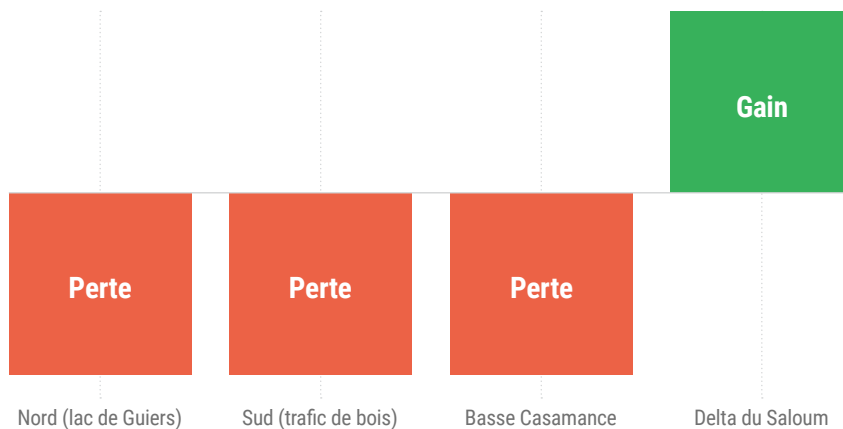 Gain
Perte
Perte
Perte
Nord (lac de Guiers)
Sud (trafic de bois)
Basse Casamance
Delta du Saloum